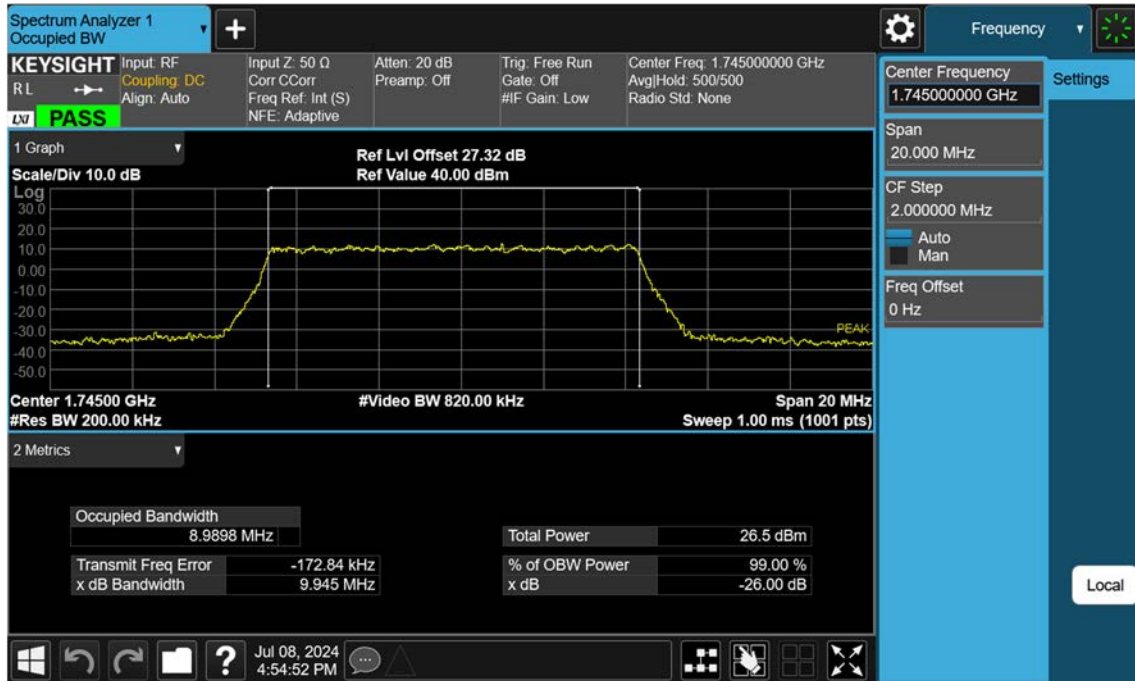 Spectrum Analyzer 1
Occupied BW
+
Frequency
KEYSIGHT
R L
LXI
PASS
Input: RF
Coupling: DC
Align: Auto
Input Z: 50 Ω
Corr CCorr
Freq Ref: Int (S)
NFE: Adaptive
Atten: 20 dB
Preamp: Off
Trig: Free Run
Gate: Off
#IF Gain: Low
Center Freq: 1.745000000 GHz
Avg|Hold: 500/500
Radio Std: None
1 Graph
Scale/Div 10.0 dB
Ref Lvl Offset 27.32 dB
Ref Value 40.00 dBm
Log
30.0
20.0
10.0
0.00
-10.0
-20.0
-30.0
-40.0
-50.0
PEAK
Center 1.74500 GHz
#Video BW 820.00 kHz
Span 20 MHz
#Res BW 200.00 kHz
Sweep 1.00 ms (1001 pts)
2 Metrics
Occupied Bandwidth
8.9898 MHz
Total Power 26.5 dBm
Transmit Freq Error -172.84 kHz
% of OBW Power 99.00 %
x dB Bandwidth 9.945 MHz
x dB -26.00 dB
Center Frequency
1.745000000 GHz
Settings
Span
20.000 MHz
CF Step
2.000000 MHz
Auto
Man
Freq Offset
0 Hz
Local
?
Jul 08, 2024
4:54:52 PM